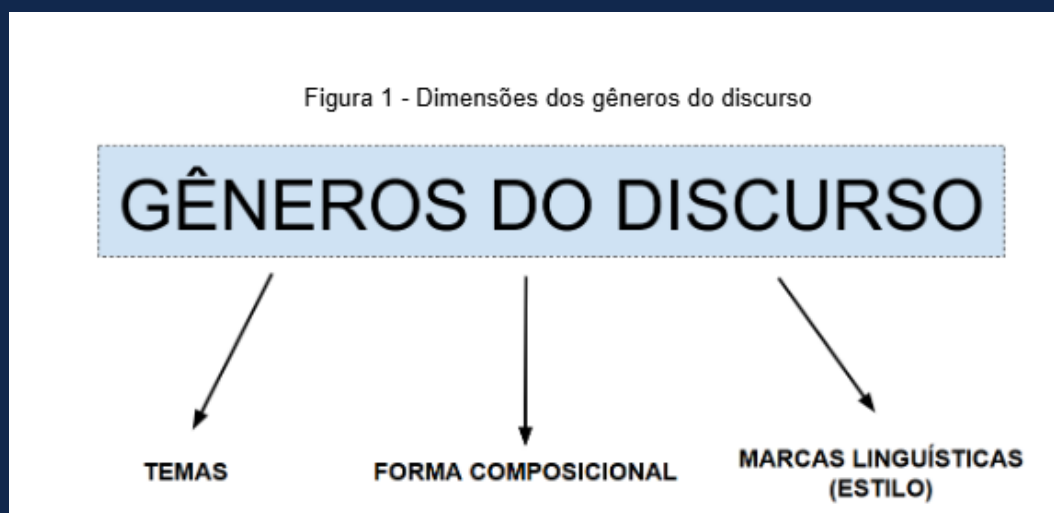 Figura 1 - Dimensões dos gêneros do discurso
GÊNEROS DO DISCURSO
TEMAS
FORMA COMPOSICIONAL
MARCAS LINGUÍSTICAS
(ESTILO)